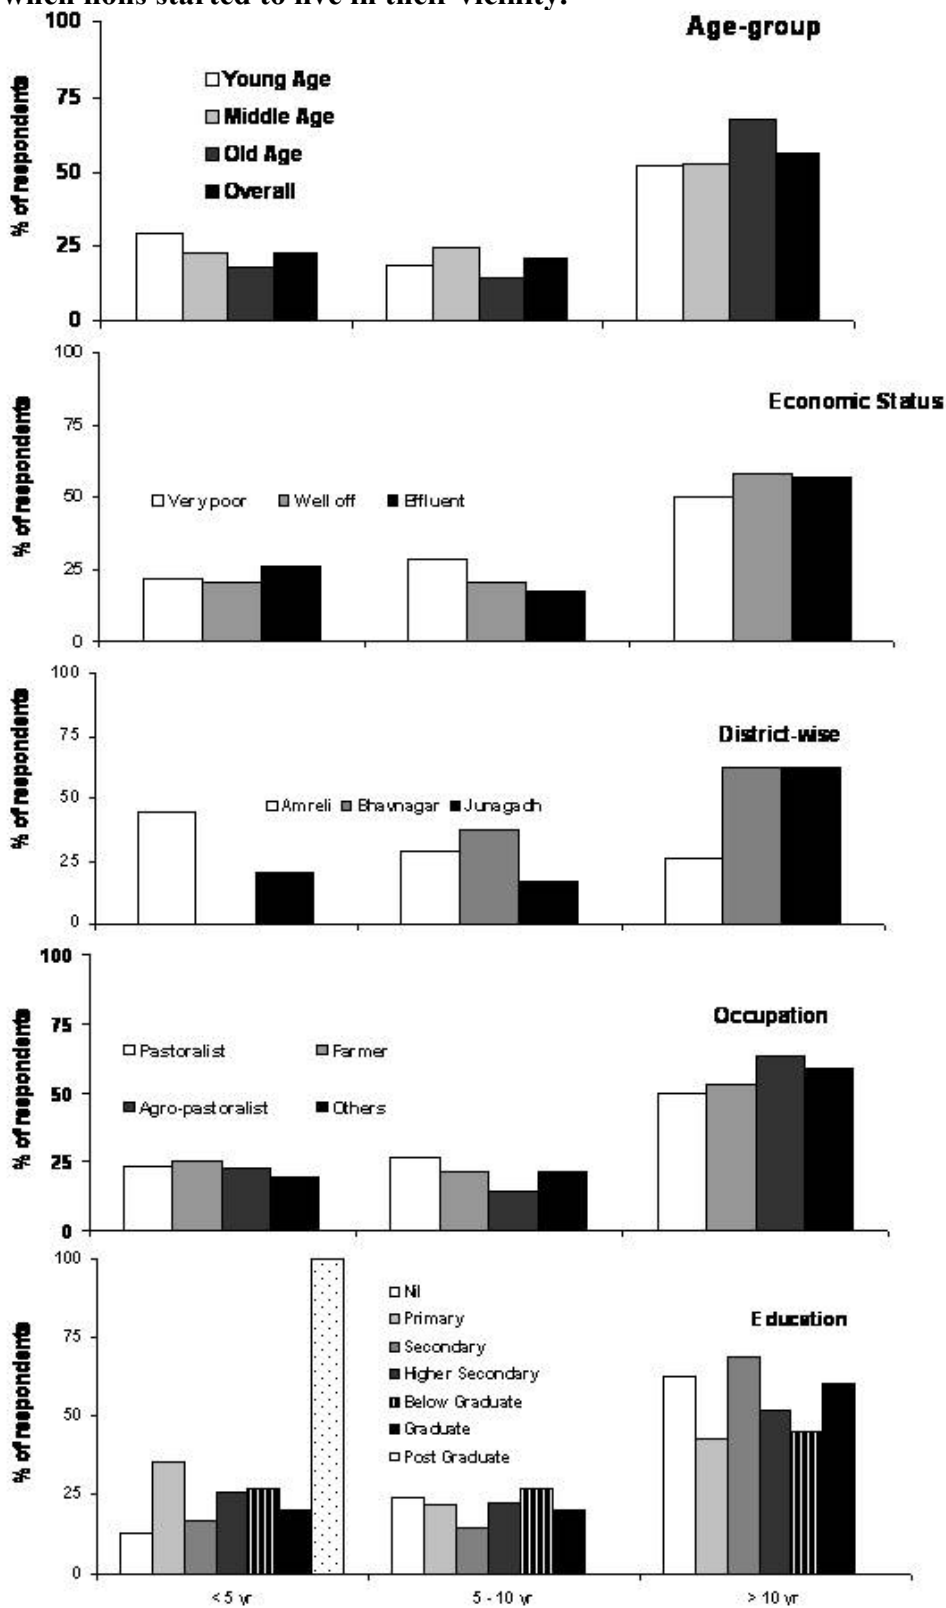 when lions started to live in their vicinity.
100
Age-group
Young Age
Middle Age
Old Age
Overall
75
50
25
0
% of respondents
100
Economic Status
75
50
Very poor Well off Effluent
25
0
% of respondents
100
75
District-wise
50
Amreli Bhavnagar Junagadh
25
0
% of respondents
100
75
Occupation
Pastoralist Farmer
50
Agro-pastoralist Others
25
0
% of respondents
100
Nil
Primary
Education
75
Secondary
Higher Secondary
Below Graduate
50
Graduate
Post Graduate
25
0
% of respondents
< 5 yr 5 - 10 yr > 10 yr